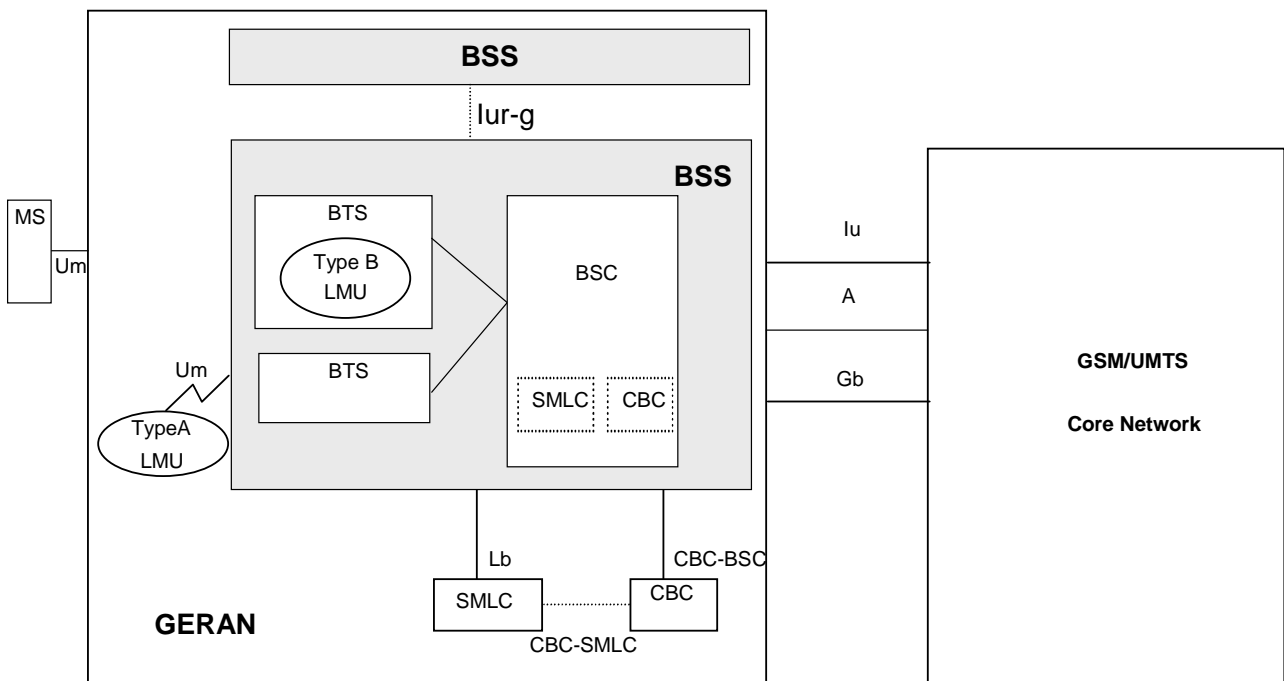 BSS
Iur-g
BSS
MS
Um
BTS
Type B
LMU
BSC
Iu
A
Gb
Um
BTS
SMLC
CBC
TypeA
LMU
GSM/UMTS
Core Network
Lb
CBC-BSC
SMLC
CBC
CBC-SMLC
GERAN